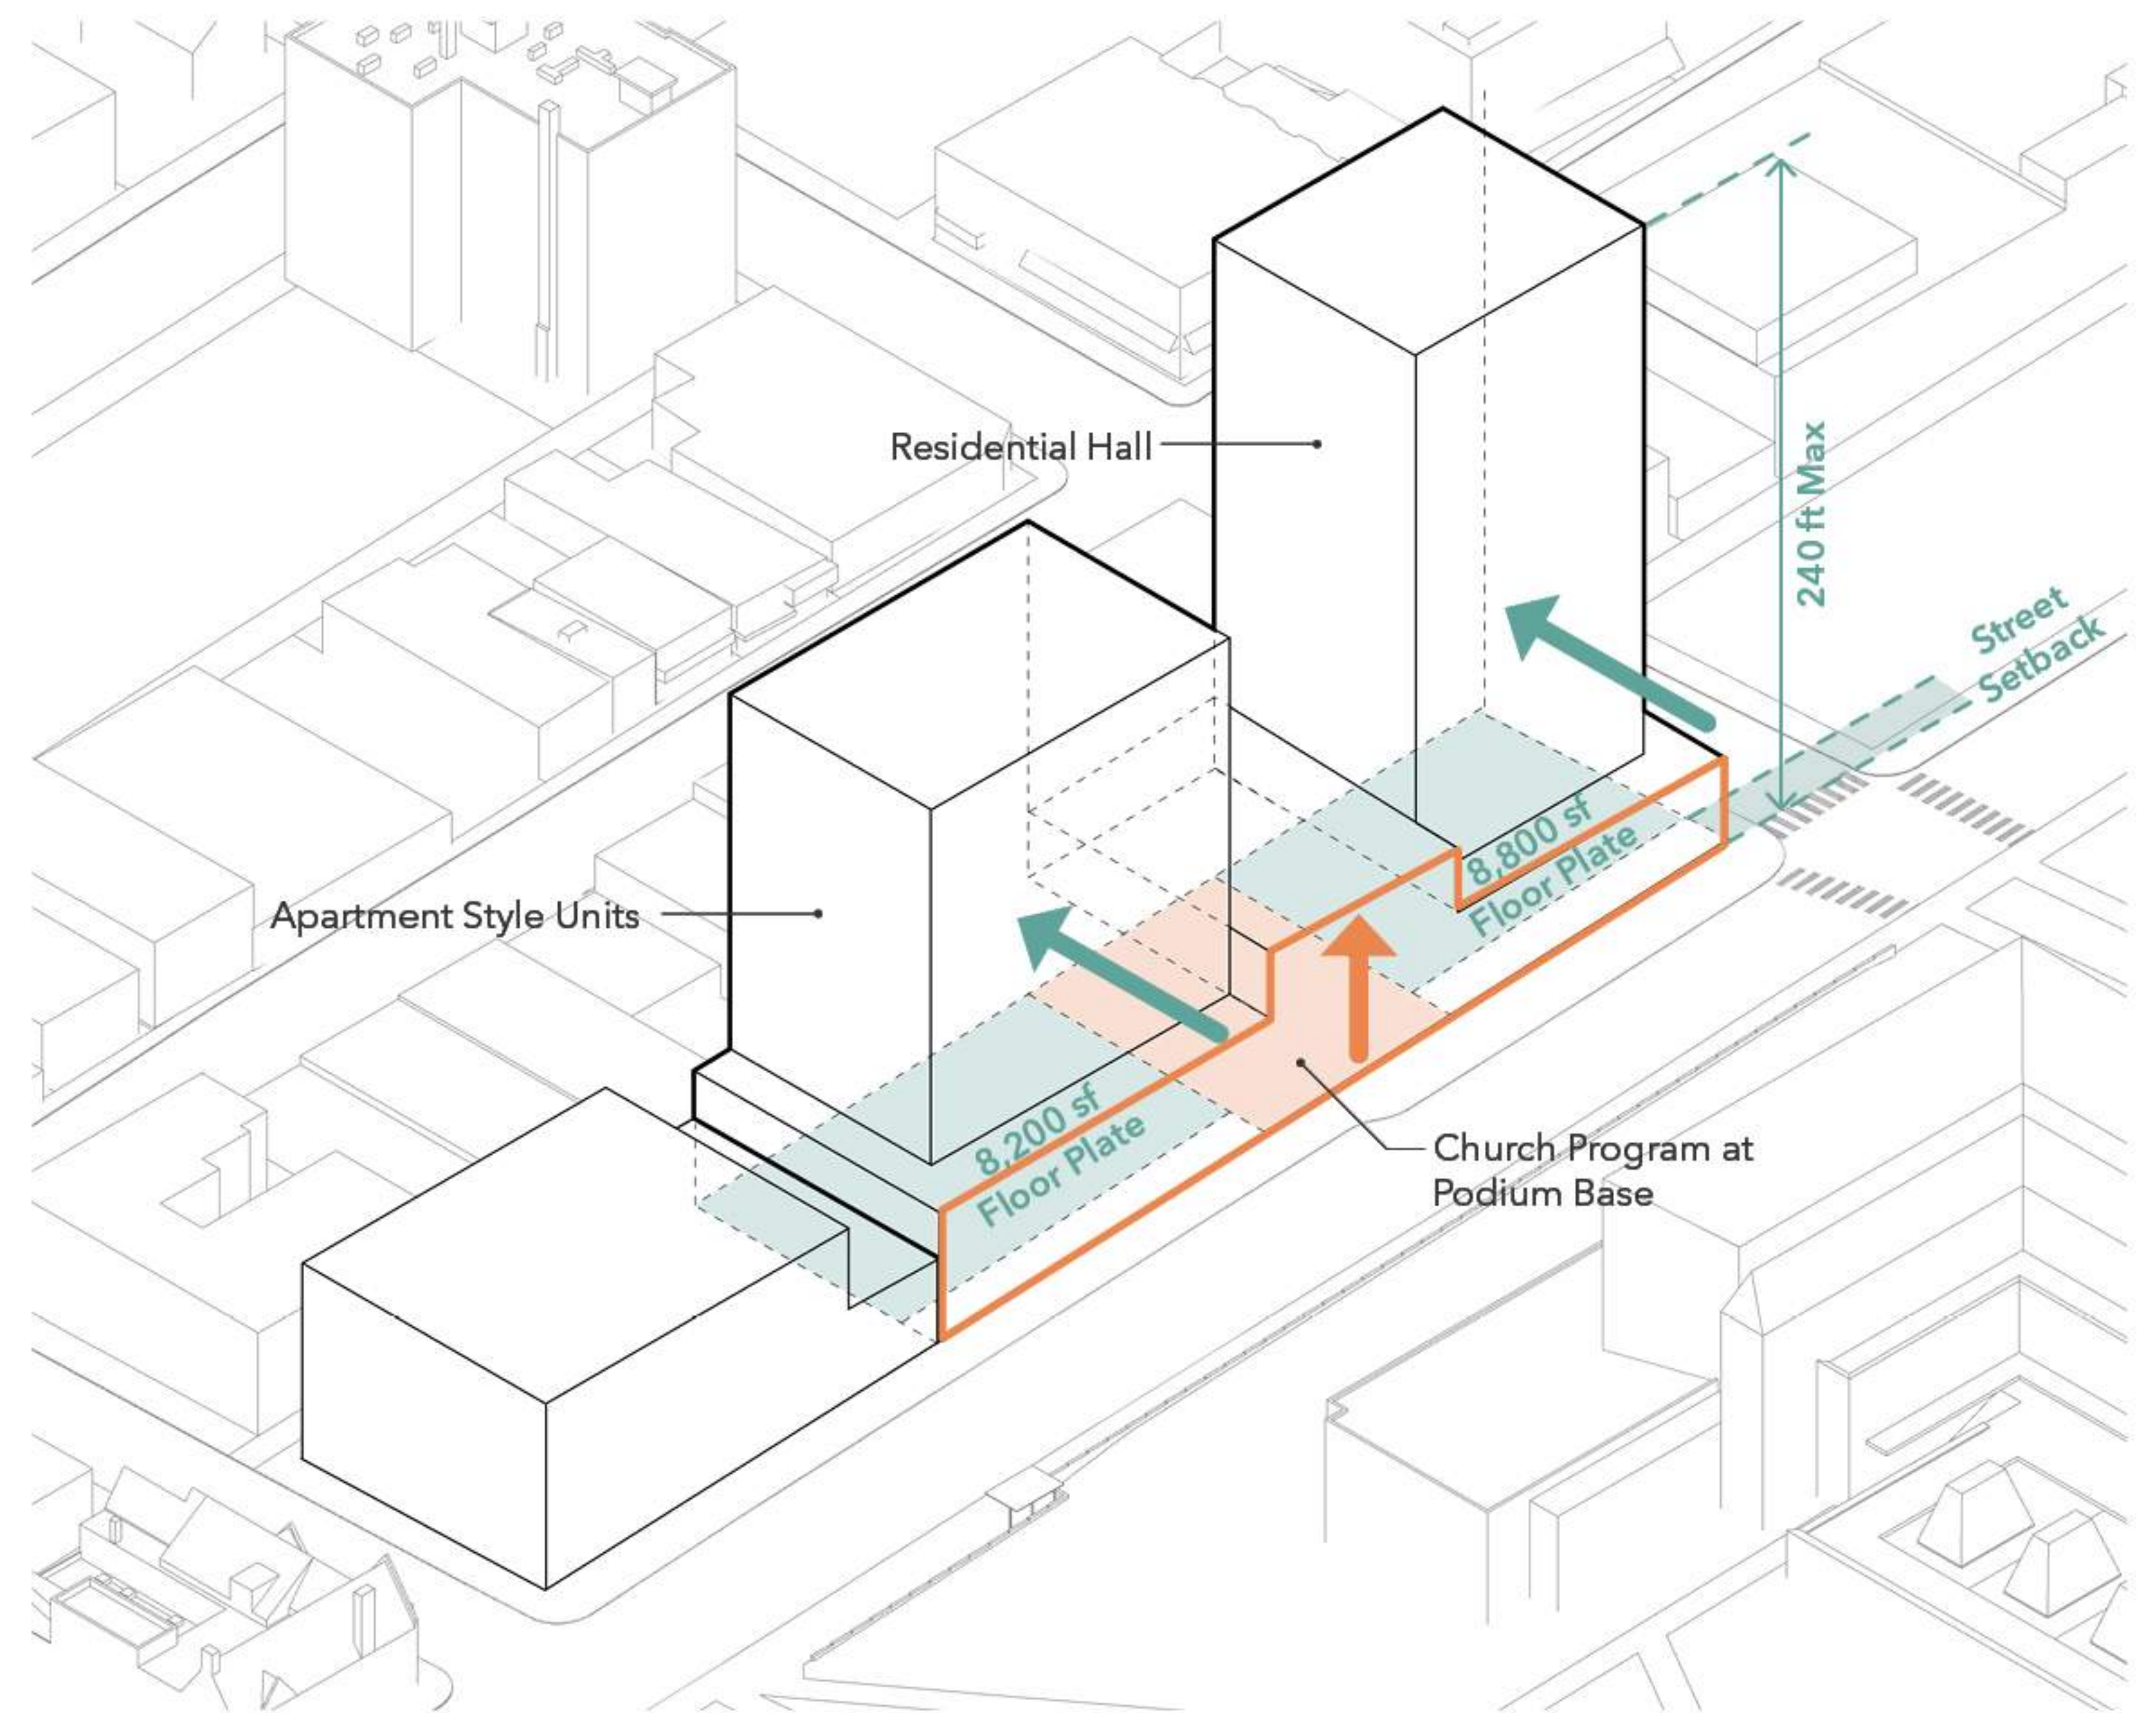 Residential Hall
240 ft Max
Street
Setback
8,800 sf
Floor Plate
Apartment Style Units
8,200 sf
Floor Plate
Church Program at
Podium Base